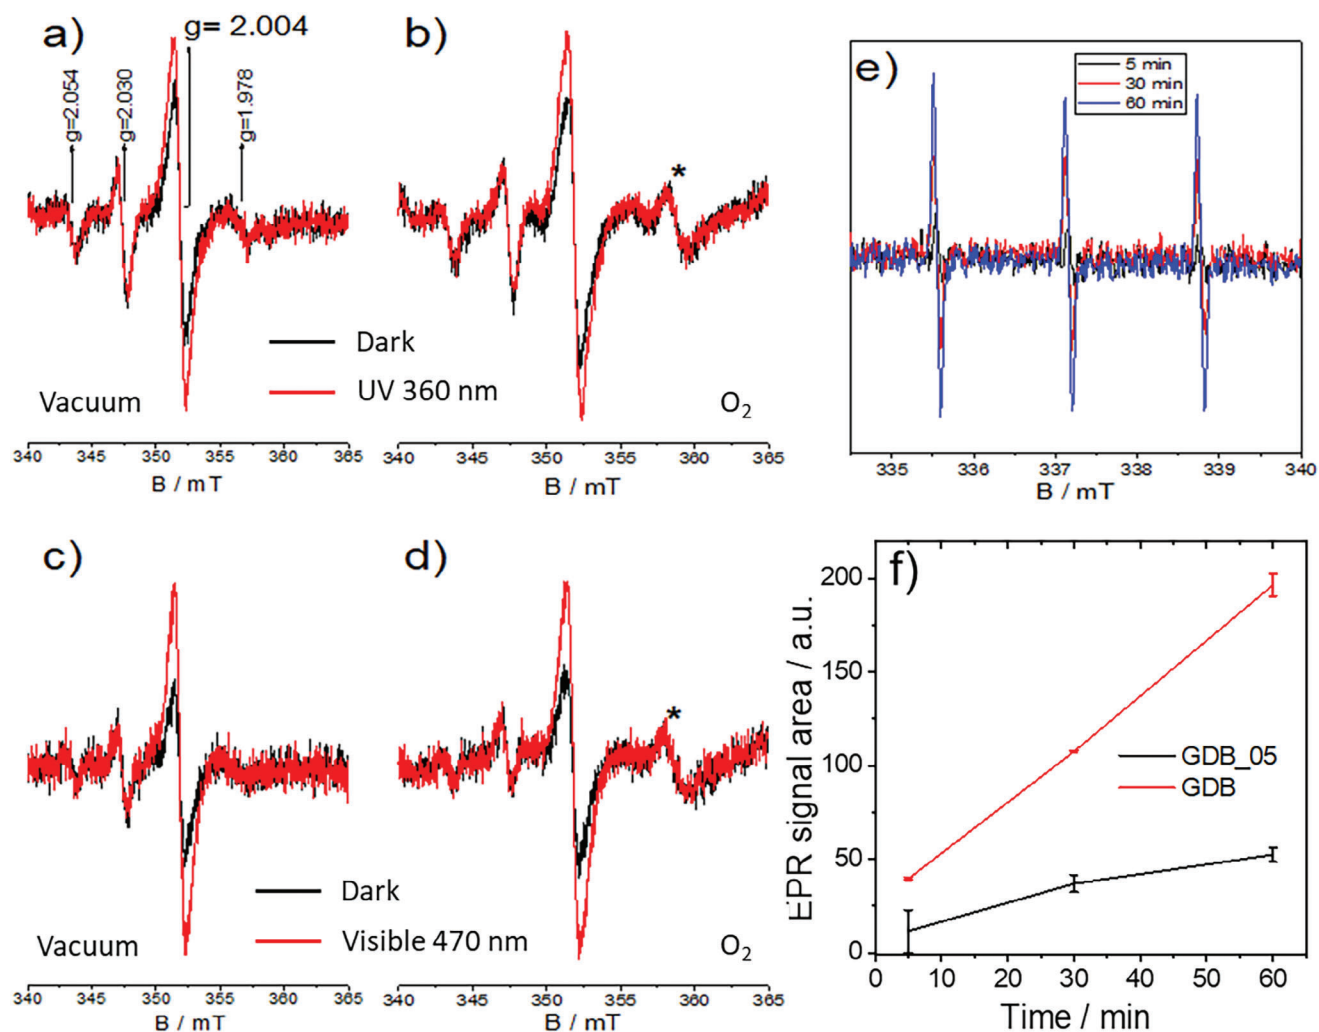 a)
g= 2.004
g=2.054
g=2.030
g=1.978
Dark
UV 360 nm
Vacuum
340 345 350 355 360 365
B / mT
b)
*
O2
340 345 350 355 360 365
B / mT
e)
5 min
30 min
60 min
335 336 337 338 339 340
B / mT
c)
Dark
Visible 470 nm
Vacuum
340 345 350 355 360 365
B / mT
d)
*
O2
340 345 350 355 360 365
B / mT
f)
EPR signal area / a.u.
200
150
100
50
0
GDB_05
GDB
0 10 20 30 40 50 60
Time / min